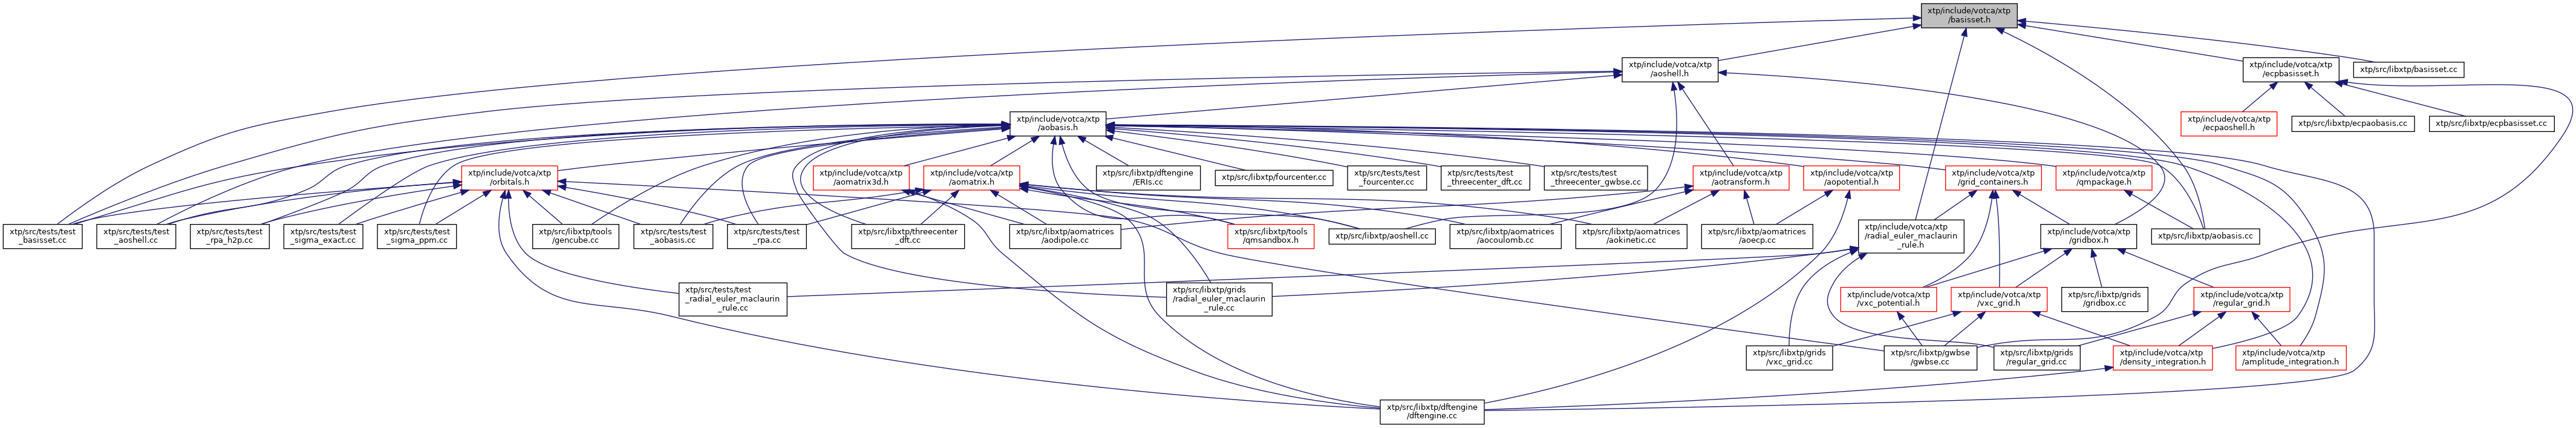 xtp/include/votca/xtp
/basisset.h
xtp/include/votca/xtp
/aoshell.h
xtp/include/votca/xtp
/ecpbasisset.h
xtp/src/libxtp/basisset.cc
xtp/include/votca/xtp
/aobasis.h
xtp/include/votca/xtp
/ecpaoshell.h
xtp/src/libxtp/ecpaobasis.cc
xtp/src/libxtp/ecpbasisset.cc
xtp/include/votca/xtp
/orbitals.h
xtp/include/votca/xtp
/aomatrix3d.h
xtp/include/votca/xtp
/aomatrix.h
xtp/src/libxtp/dftengine
/ERIs.cc
xtp/src/libxtp/fourcenter.cc
xtp/src/tests/test
_fourcenter.cc
xtp/src/tests/test
_threecenter_dft.cc
xtp/src/tests/test
_threecenter_gwbse.cc
xtp/include/votca/xtp
/aotransform.h
xtp/include/votca/xtp
/aopotential.h
xtp/include/votca/xtp
/grid_containers.h
xtp/include/votca/xtp
/qmpackage.h
xtp/src/tests/test
_basisset.cc
xtp/src/tests/test
_aoshell.cc
xtp/src/tests/test
_rpa_h2p.cc
xtp/src/tests/test
_sigma_exact.cc
xtp/src/tests/test
_sigma_ppm.cc
xtp/src/libxtp/tools
/gencube.cc
xtp/src/tests/test
_aobasis.cc
xtp/src/tests/test
_rpa.cc
xtp/src/libxtp/threecenter
_dft.cc
xtp/src/libxtp/aomatrices
/aodipole.cc
xtp/src/libxtp/tools
/qmsandbox.h
xtp/src/libxtp/aoshell.cc
xtp/src/libxtp/aomatrices
/aocoulomb.cc
xtp/src/libxtp/aomatrices
/aokinetic.cc
xtp/src/libxtp/aomatrices
/aoecp.cc
xtp/include/votca/xtp
/radial_euler_maclaurin
_rule.h
xtp/include/votca/xtp
/gridbox.h
xtp/src/libxtp/aobasis.cc
xtp/src/tests/test
_radial_euler_maclaurin
_rule.cc
xtp/src/libxtp/grids
/radial_euler_maclaurin
_rule.cc
xtp/include/votca/xtp
/vxc_potential.h
xtp/include/votca/xtp
/vxc_grid.h
xtp/src/libxtp/grids
/gridbox.cc
xtp/include/votca/xtp
/regular_grid.h
xtp/src/libxtp/grids
/vxc_grid.cc
xtp/src/libxtp/gwbse
/gwbse.cc
xtp/src/libxtp/grids
/regular_grid.cc
xtp/include/votca/xtp
/density_integration.h
xtp/include/votca/xtp
/amplitude_integration.h
xtp/src/libxtp/dftengine
/dftengine.cc